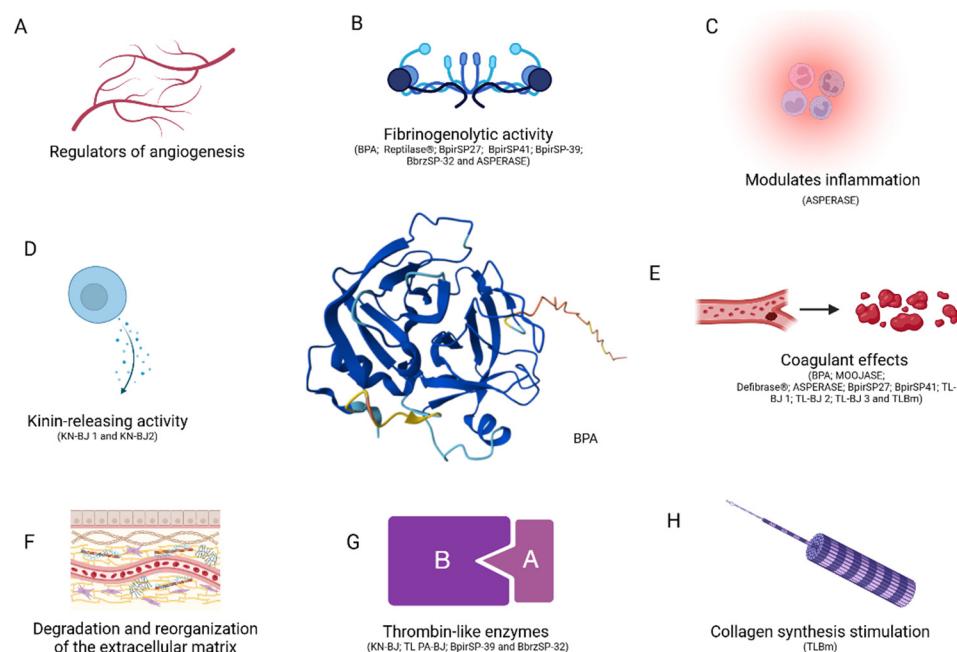 A
Regulators of angiogenesis
B
Fibrinogenolytic activity
(BPA; Reptilase®; BpirSP27; BpirSP41; BpirSP-39;
BbrzSP-32 and ASPERASE)
C
Modulates inflammation
(ASPERASE)
D
Kinin-releasing activity
(KN-BJ 1 and KN-BJ2)
BPA
E
Coagulant effects
(BPA; MOOJASE;
Defibrase®; ASPERASE; BpirSP27; BpirSP41; TL-
BJ 1; TL-BJ 2; TL-BJ 3 and TLBm)
F
Degradation and reorganization
of the extracellular matrix
G
B
A
Thrombin-like enzymes
(KN-BJ; TL PA-BJ; BpirSP-39 and BbrzSP-32)
H
Collagen synthesis stimulation
(TLBm)